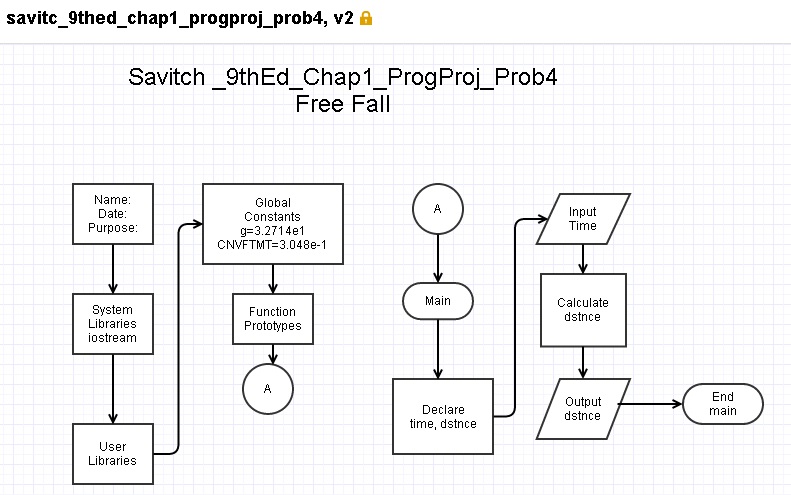 savitc_9thed_chap1_progproj_prob4, v2
Savitch _9thEd_Chap1_ProgProj_Prob4
Free Fall
Name:
Date:
Purpose:
System
Libraries
iostream
User
Libraries
Global
Constants
g=3.2714e1
CNVFTMT=3.048e-1
Function
Prototypes
A
A
Main
Declare
time, dstnce
Input
Time
Calculate
dstnce
Output
dstnce
End
main